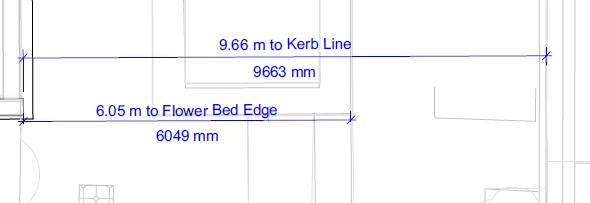 9.66 m to Kerb Line
9663 mm
6.05 m to Flower Bed Edge
6049 mm